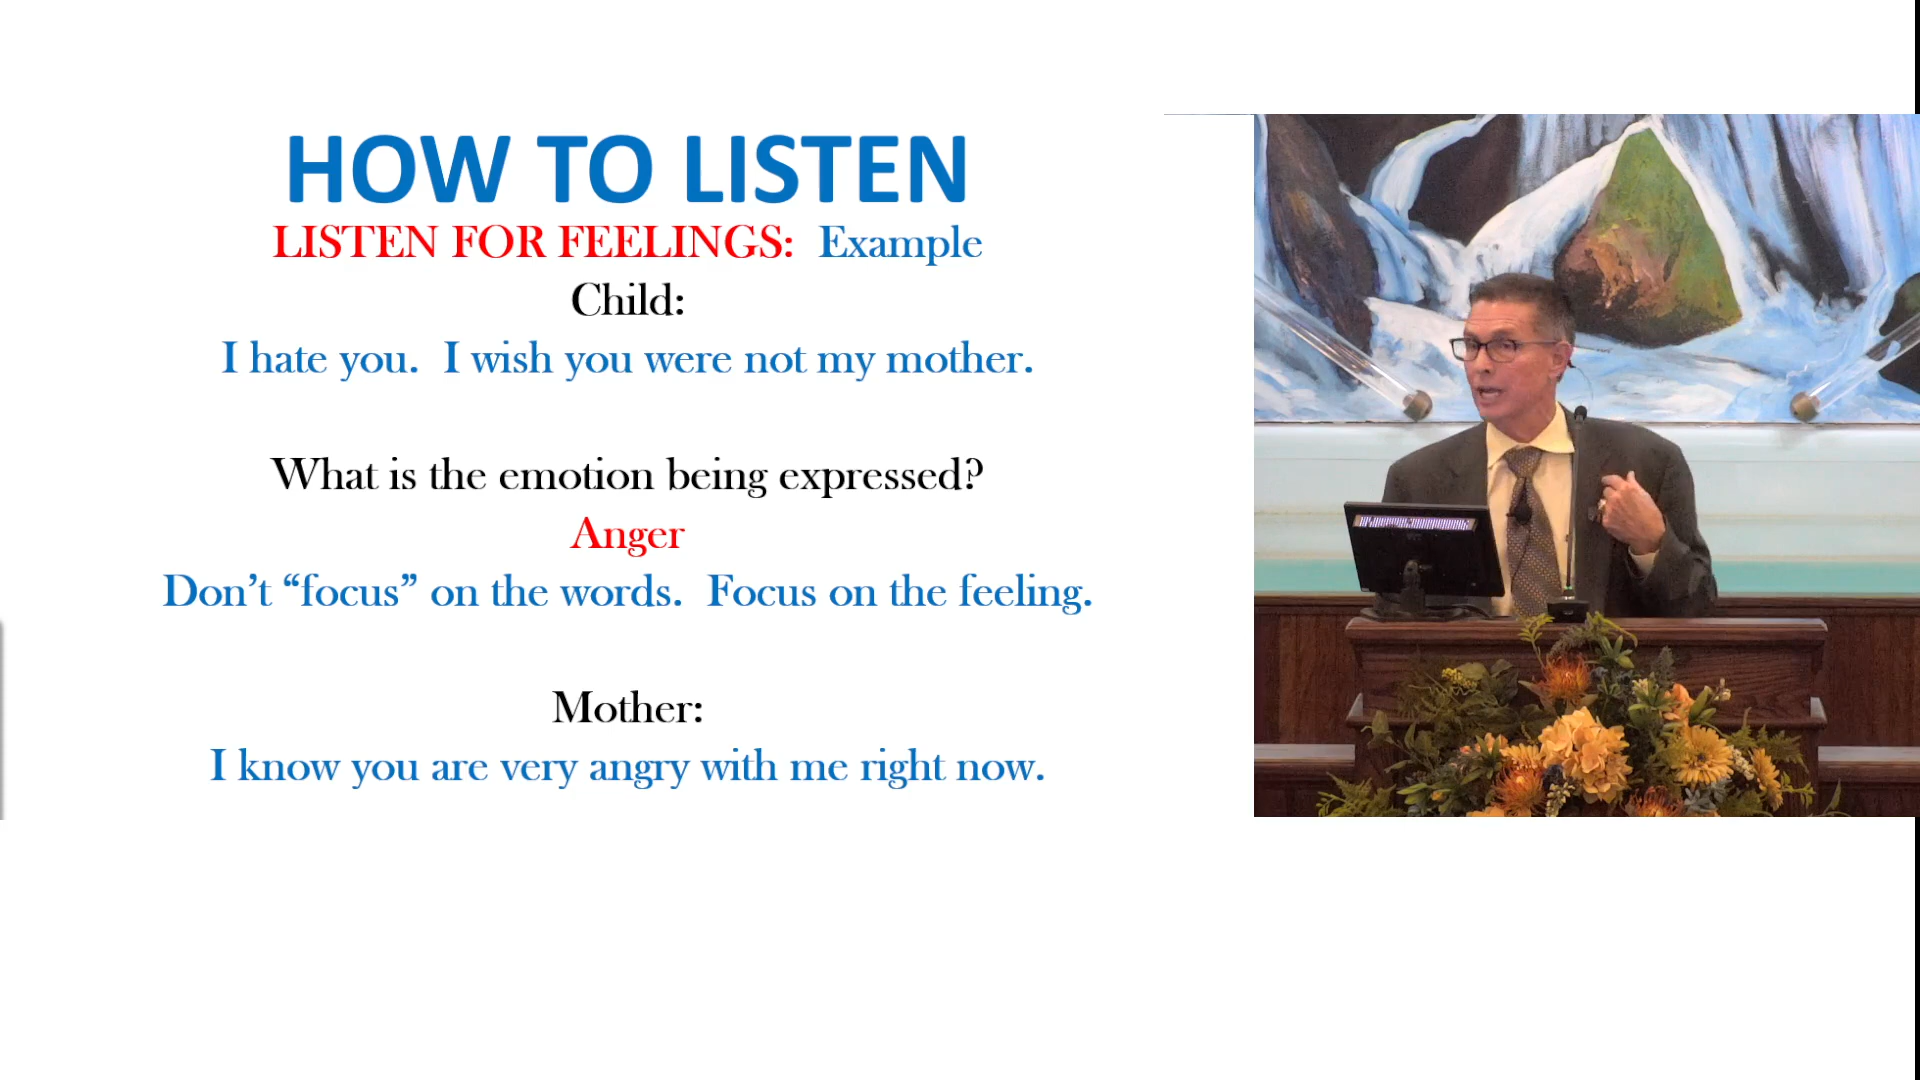 HOW TO LISTEN
LISTEN FOR FEELINGS: Example
Child:
I hate you. I wish you were not my mother.
What is the emotion being expressed?
Anger
Don’t “focus” on the words. Focus on the feeling.
Mother:
I know you are very angry with me right now.